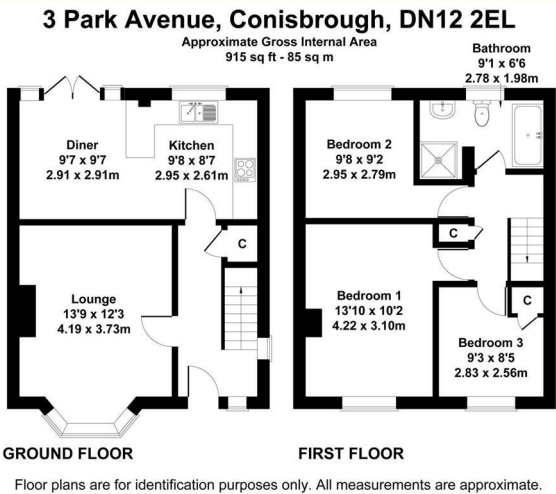 3 Park Avenue, Conisbrough, DN12 2EL
Approximate Gross Internal Area
915 sq ft - 85 sq m
Bathroom
9'1 x 6'6
2.78 x 1.98m
Diner
9'7 x 9'7
2.91 x 2.91m
Kitchen
9'8 x 8'7
2.95 x 2.61m
C
Lounge
13'9 x 12'3
4.19 x 3.73m
Bedroom 2
9'8 x 9'2
2.95 x 2.79m
C
Bedroom 1
13'10 x 10'2
4.22 x 3.10m
C
Bedroom 3
9'3 x 8'5
2.83 x 2.56m
GROUND FLOOR
FIRST FLOOR
Floor plans are for identification purposes only. All measurements are approximate.